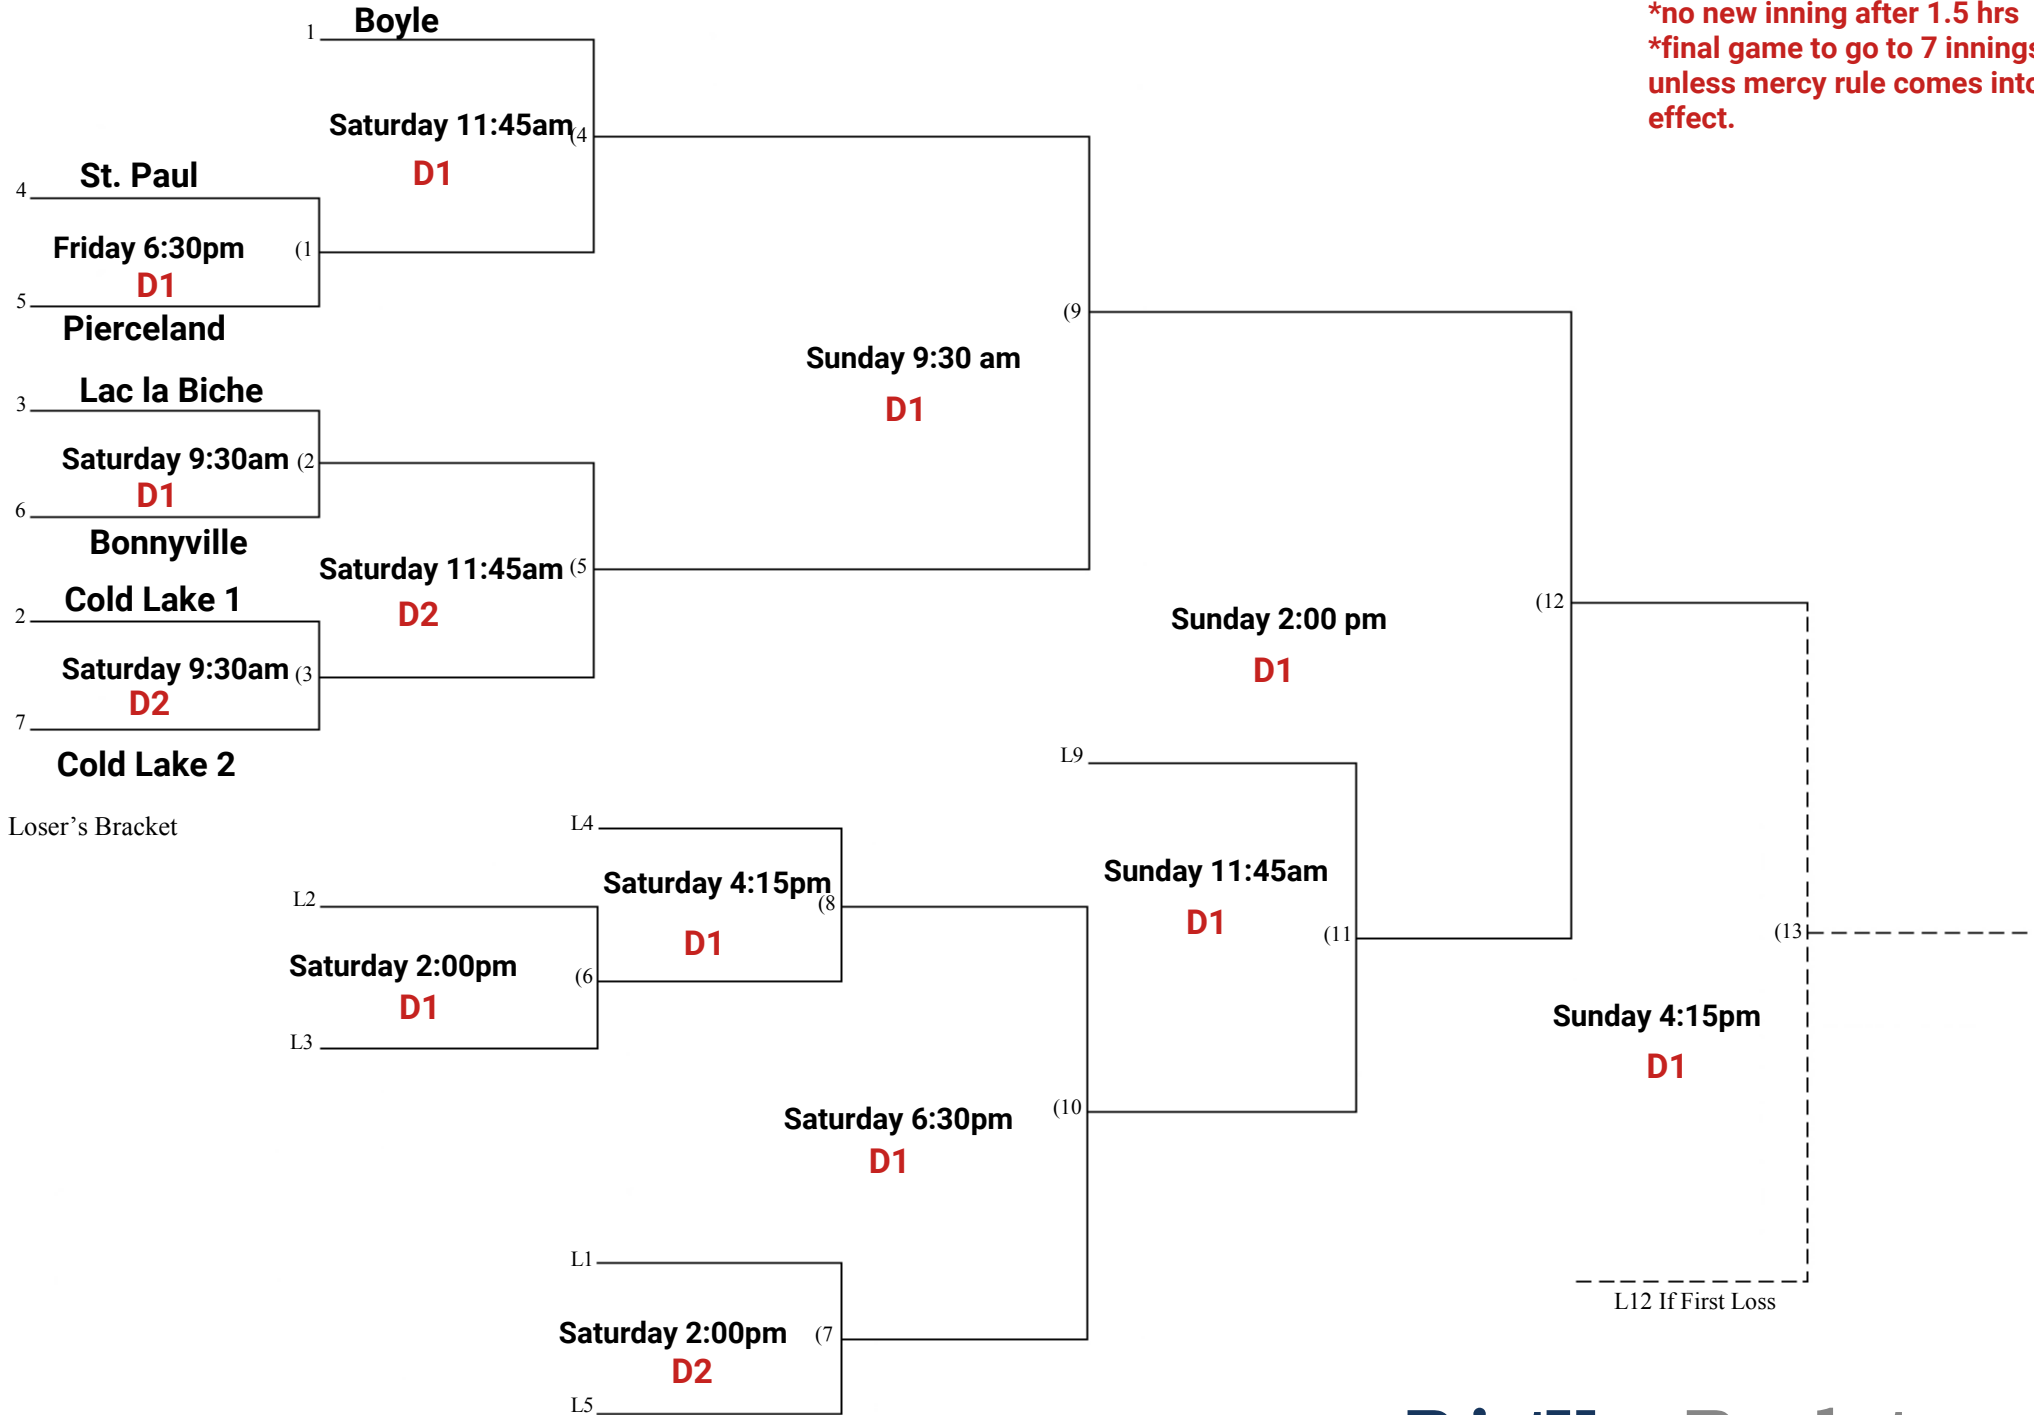 *no new inning after 1.5 hrs
*final game to go to 7 innings
unless mercy rule comes into
effect.
Boyle
1
Saturday 11:45am
(4
D1
St. Paul
4
Friday 6:30pm
(1
D1
5
Pierceland
Lac la Biche
3
Saturday 9:30am
(2
D1
6
Bonnyville
Saturday 11:45am
(5
D2
Cold Lake 1
2
Saturday 9:30am
(3
D2
7
Cold Lake 2
(9
Sunday 9:30 am
D1
(12
Sunday 2:00 pm
D1
Loser's Bracket
L9
L4
Saturday 4:15pm
(8
D1
L2
Saturday 2:00pm
(6
D1
L3
Sunday 11:45am
D1
(11
(13
Sunday 4:15pm
D1
Saturday 6:30pm
(10
D1
L1
Saturday 2:00pm
(7
D2
L5
L12 If First Loss